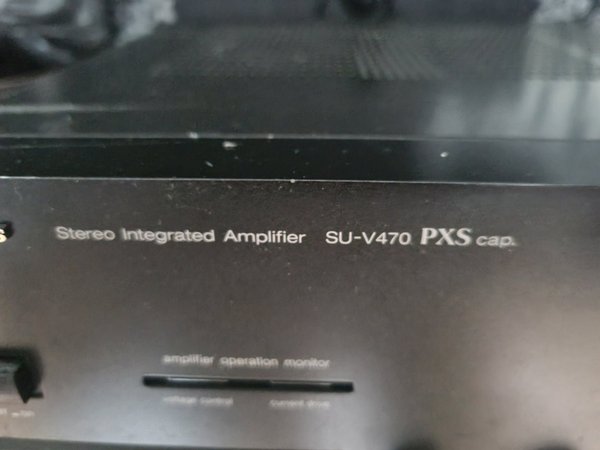 s
Stereo Integrated Amplifier SU-V470 PXS cap.
amplifier operation monitor
voltage control current drive